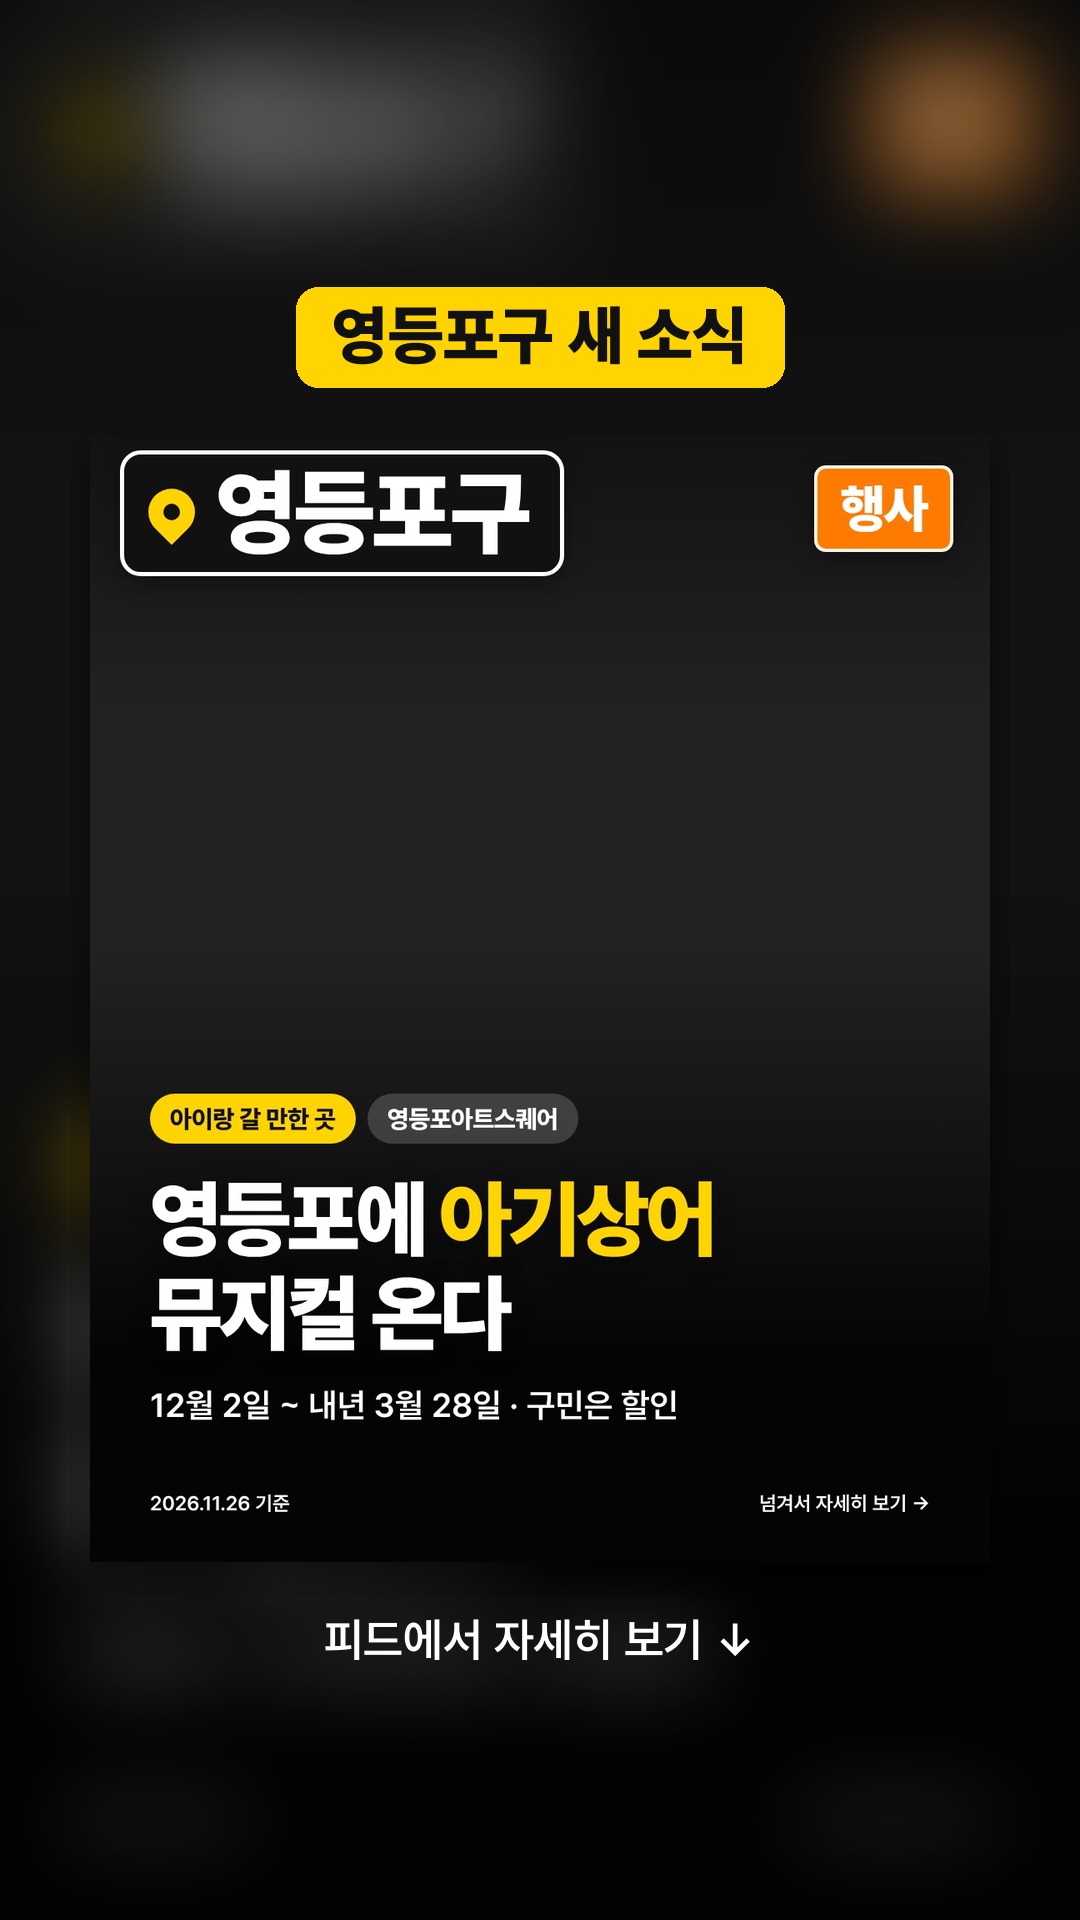 영등포구 새 소식
영등포구
행사
아이랑 갈 만한 곳
영등포아트스퀘어
영등포에 아기상어
뮤지컬 온다
12월 2일 ~ 내년 3월 28일 · 구민은 할인
2026.11.26 기준
넘겨서 자세히 보기 →
피드에서 자세히 보기 ↓